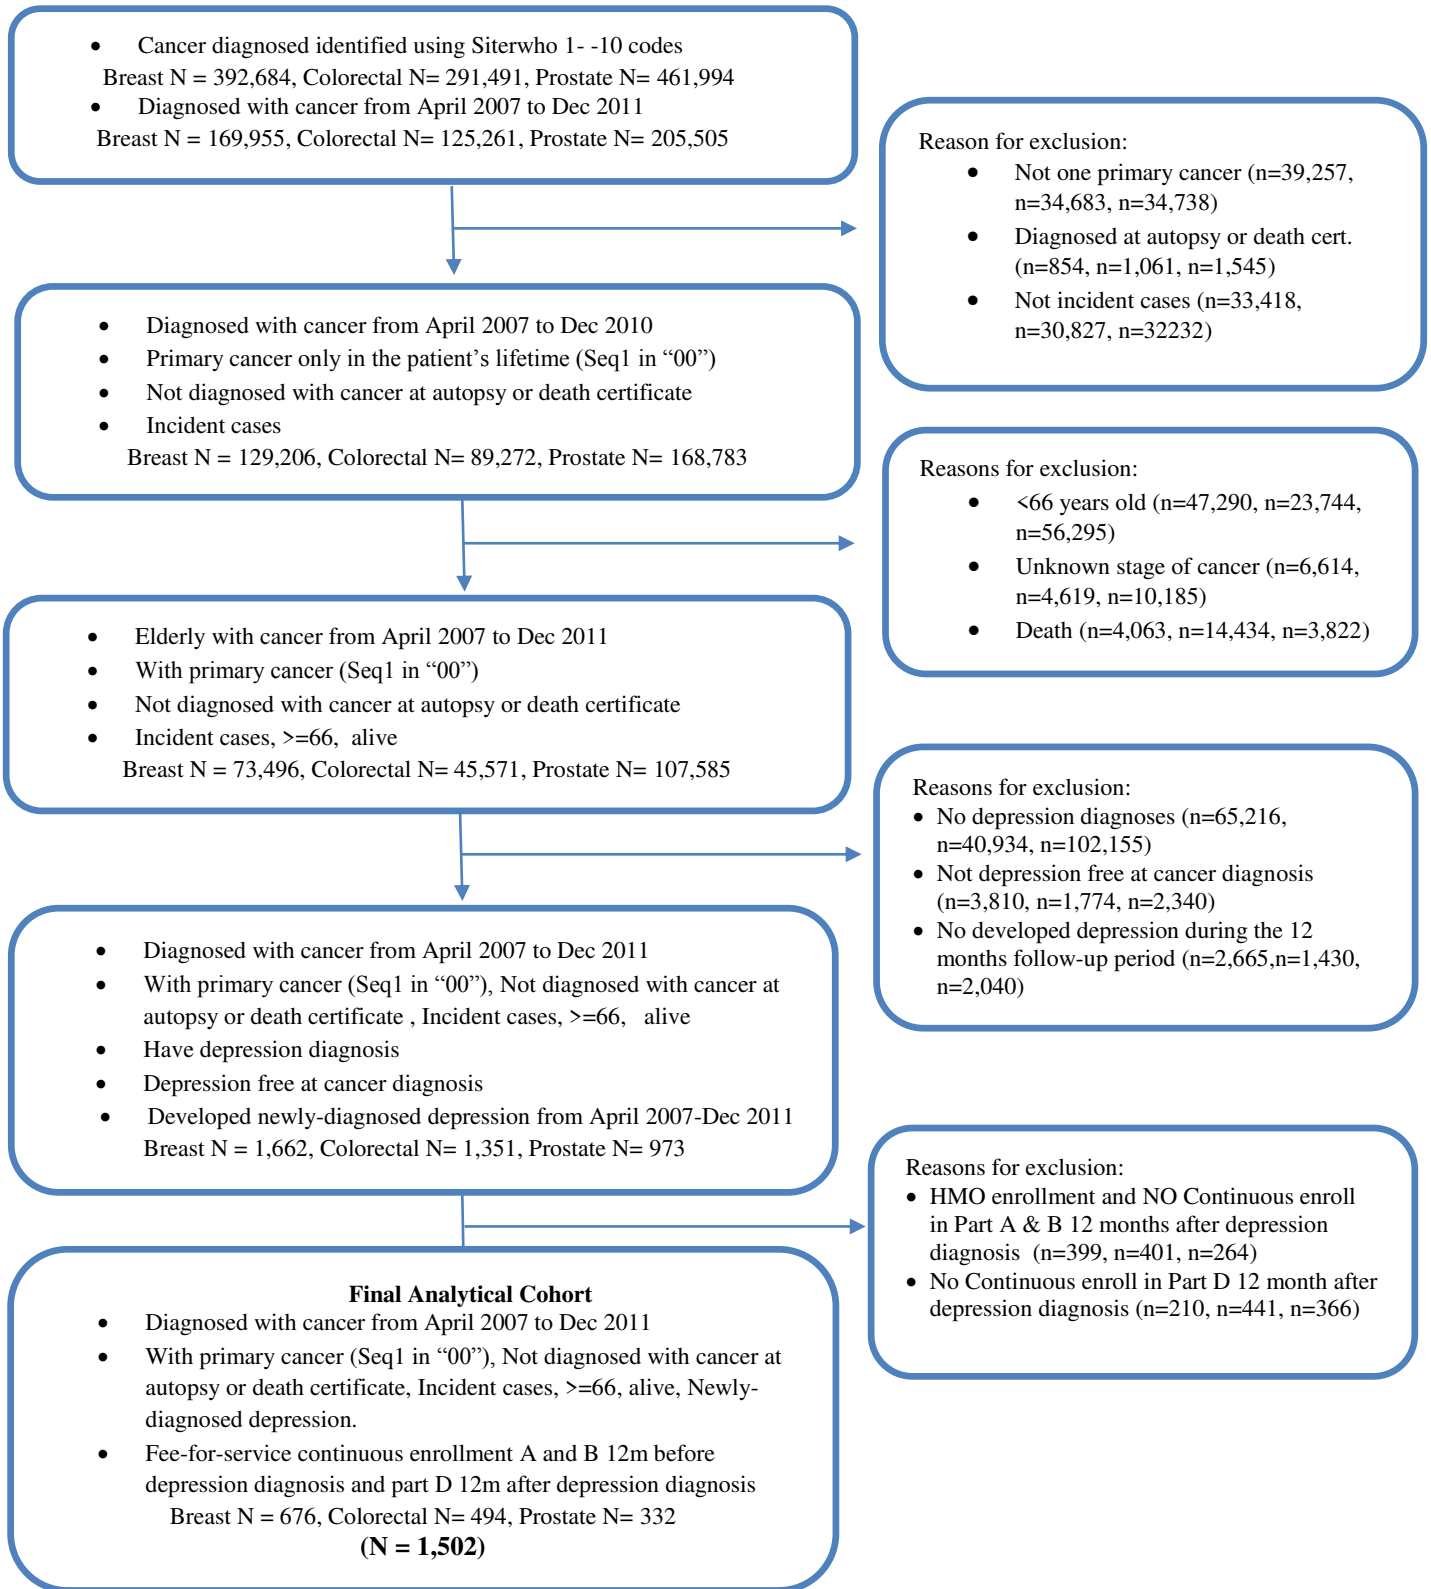 • Cancer diagnosed identified using Siterwho 1- -10 codes
Breast N = 392,684, Colorectal N= 291,491, Prostate N= 461,994
• Diagnosed with cancer from April 2007 to Dec 2011
Breast N = 169,955, Colorectal N= 125,261, Prostate N= 205,505
Reason for exclusion:
• Not one primary cancer (n=39,257,
n=34,683, n=34,738)
• Diagnosed at autopsy or death cert.
(n=854, n=1,061, n=1,545)
• Not incident cases (n=33,418,
n=30,827, n=32232)
• Diagnosed with cancer from April 2007 to Dec 2010
• Primary cancer only in the patient’s lifetime (Seq1 in “00”)
• Not diagnosed with cancer at autopsy or death certificate
• Incident cases
Breast N = 129,206, Colorectal N= 89,272, Prostate N= 168,783
Reasons for exclusion:
• <66 years old (n=47,290, n=23,744,
n=56,295)
• Unknown stage of cancer (n=6,614,
n=4,619, n=10,185)
• Death (n=4,063, n=14,434, n=3,822)
• Elderly with cancer from April 2007 to Dec 2011
• With primary cancer (Seq1 in “00”)
• Not diagnosed with cancer at autopsy or death certificate
• Incident cases, >=66, alive
Breast N = 73,496, Colorectal N= 45,571, Prostate N= 107,585
Reasons for exclusion:
• No depression diagnoses (n=65,216,
n=40,934, n=102,155)
• Not depression free at cancer diagnosis
(n=3,810, n=1,774, n=2,340)
• No developed depression during the 12
months follow-up period (n=2,665,n=1,430,
n=2,040)
• Diagnosed with cancer from April 2007 to Dec 2011
• With primary cancer (Seq1 in “00”), Not diagnosed with cancer at
autopsy or death certificate , Incident cases, >=66, alive
• Have depression diagnosis
• Depression free at cancer diagnosis
• Developed newly-diagnosed depression from April 2007-Dec 2011
Breast N = 1,662, Colorectal N= 1,351, Prostate N= 973
Reasons for exclusion:
• HMO enrollment and NO Continuous enroll
in Part A & B 12 months after depression
diagnosis (n=399, n=401, n=264)
• No Continuous enroll in Part D 12 month after
depression diagnosis (n=210, n=441, n=366)
Final Analytical Cohort
• Diagnosed with cancer from April 2007 to Dec 2011
• With primary cancer (Seq1 in “00”), Not diagnosed with cancer at
autopsy or death certificate, Incident cases, >=66, alive, Newly-
diagnosed depression.
• Fee-for-service continuous enrollment A and B 12m before
depression diagnosis and part D 12m after depression diagnosis
Breast N = 676, Colorectal N= 494, Prostate N= 332
(N = 1,502)